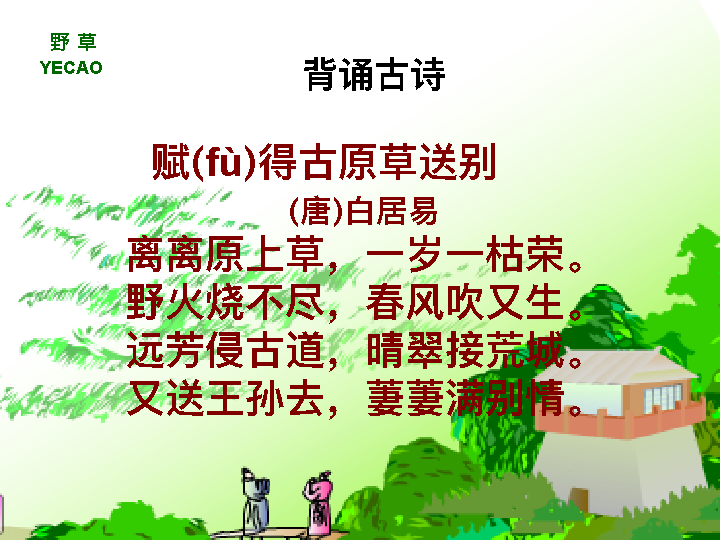 野 草
YECAO
背诵古诗
赋(fù)得古原草送别
(唐)白居易
离离原上草，一岁一枯荣。
野火烧不尽，春风吹又生。
远芳侵古道，晴翠接荒城。
又送王孙去，萋萋满别情。